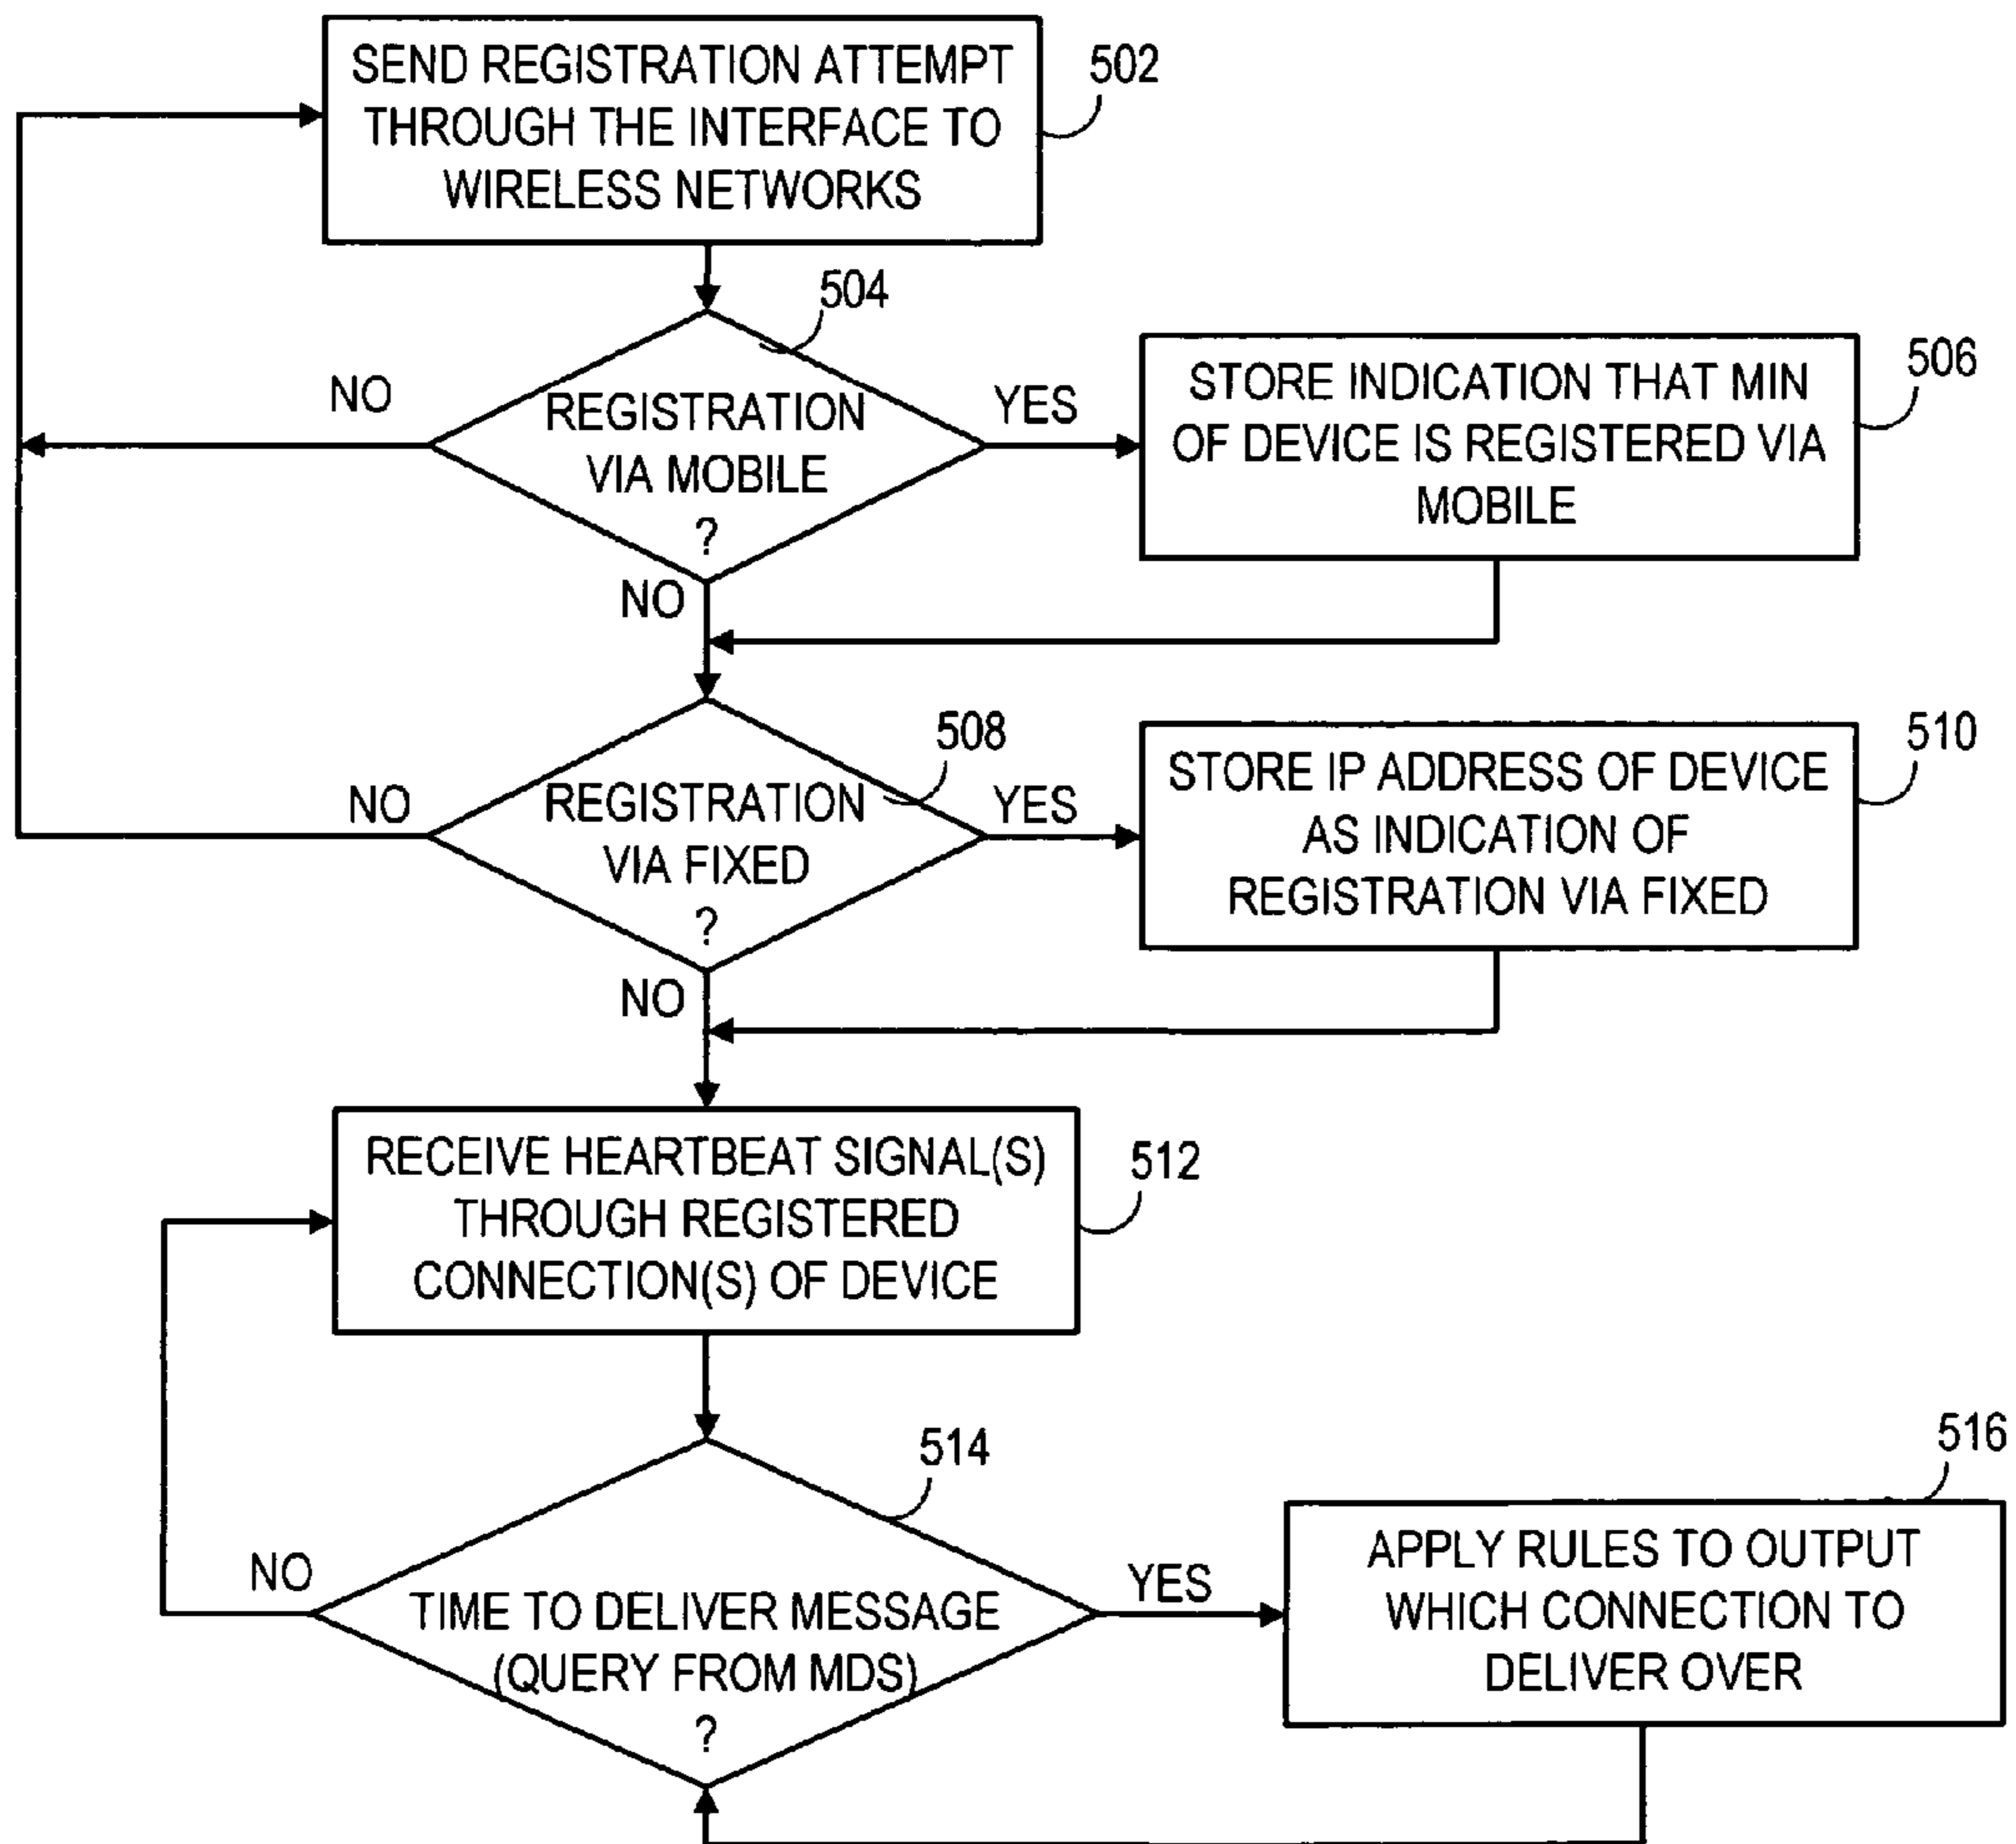 SEND REGISTRATION ATTEMPT
THROUGH THE INTERFACE TO
WIRELESS NETWORKS
502
504
NO
REGISTRATION
VIA MOBILE
?
YES
NO
STORE INDICATION THAT MIN
OF DEVICE IS REGISTERED VIA
MOBILE
506
508
NO
REGISTRATION
VIA FIXED
?
YES
NO
STORE IP ADDRESS OF DEVICE
AS INDICATION OF
REGISTRATION VIA FIXED
510
RECEIVE HEARTBEAT SIGNAL(S)
THROUGH REGISTERED
CONNECTION(S) OF DEVICE
512
514
NO
TIME TO DELIVER MESSAGE
(QUERY FROM MDS)
?
YES
516
APPLY RULES TO OUTPUT
WHICH CONNECTION TO
DELIVER OVER